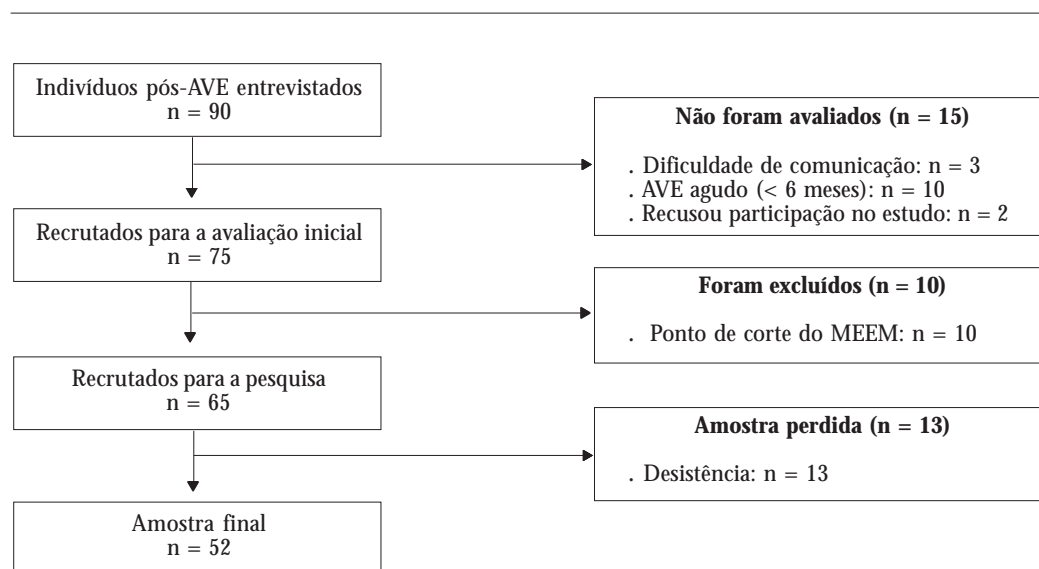 Indivíduos pós-AVE entrevistados
n = 90
Não foram avaliados (n = 15)
. Dificuldade de comunicação: n = 3
. AVE agudo (< 6 meses): n = 10
. Recusou participação no estudo: n = 2
Recrutados para a avaliação inicial
n = 75
Foram excluídos (n = 10)
. Ponto de corte do MEEM: n = 10
Recrutados para a pesquisa
n = 65
Amostra perdida (n = 13)
. Desistência: n = 13
Amostra final
n = 52